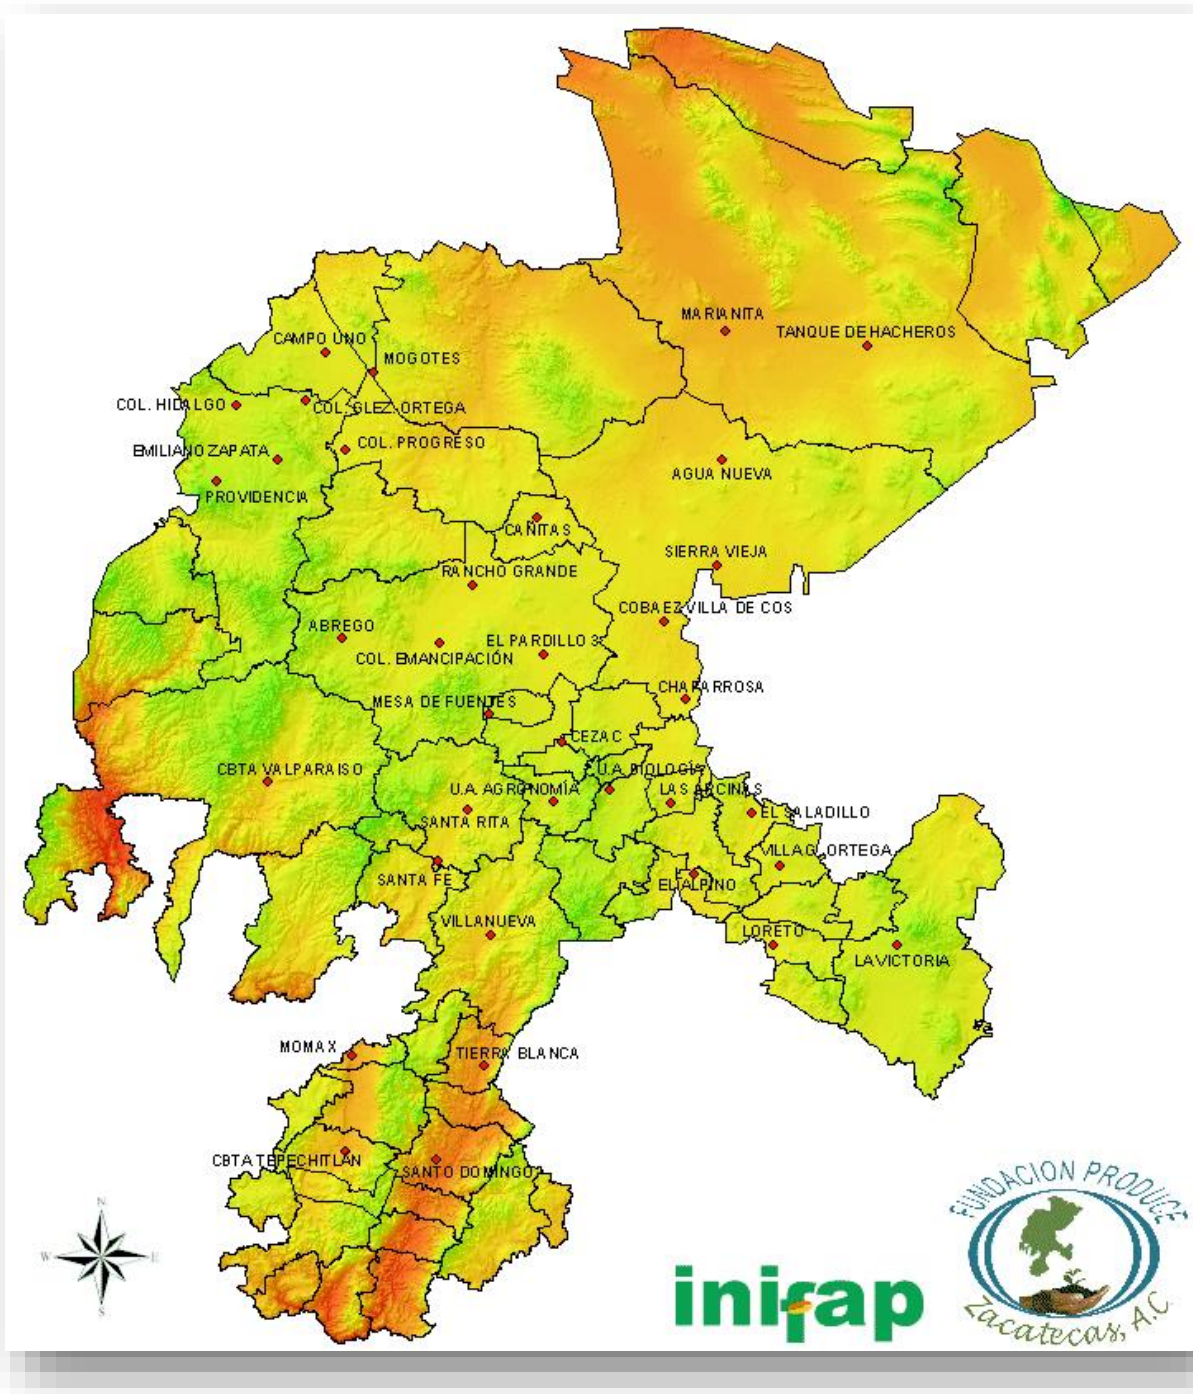 MARIANITA
TANQUE DE HACHEROS
CAMPO UNO
MOGOTES
COL. HIDALGO
COL. GLEZ. ORTEGA
COL. PROGRESO
EMILIANO ZAPATA
AGUA NUEVA
PROVIDENCIA
CAÑITAS
SIERRA VIEJA
RANCHO GRANDE
COBAEZ VILLA DE COS
ABREGO
EL PARDILLO 3
COL. EMANCIPACIÓN
CHAPARROSA
MESA DE FUENTES
CEZAC
CBTA VALPARAISO
U.A. BIOLOGÍA
U.A. AGRONOMÍA
LAS ARCINAS
EL SALADILLO
SANTA RITA
VILLA G. ORTEGA
SANTA FE
EL ALPINO
VILLANUEVA
LORETO
LA VICTORIA
MOMAX
TIERRA BLANCA
CBTA TEPECHITLÁN
SANTO DOMINGO
N
W
E
S
inifap
FUNDACION PRODUCE
Zacatecas, A.C.